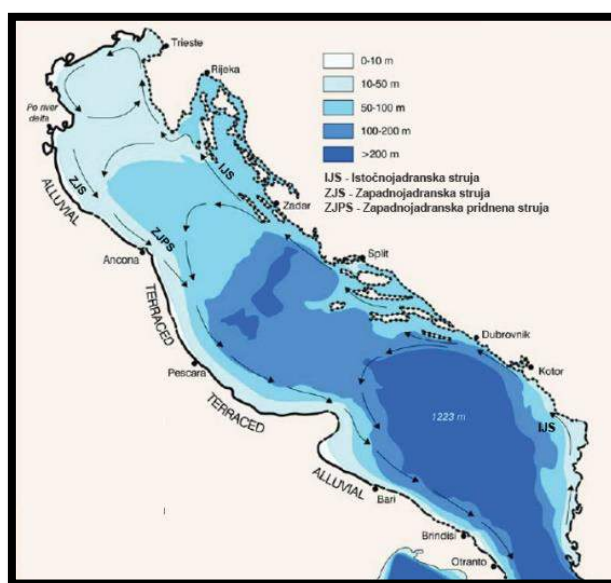 Trieste
Rijeka
Po river
delta
ZJS
ALLUVIAL
IJS
Zadar
ZJPS
Ancona
Split
TERRACED
Dubrovnik
Pescara
Kotor
TERRACED
1223 m
IJS
ALLUVIAL
Bari
Brindisi
Otranto
0-10 m
10-50 m
50-100 m
100-200 m
>200 m
IJS - Istočnojadranska struja
ZJS - Zapadnojadranska struja
ZJPS - Zapadnojadranska pridnena struja